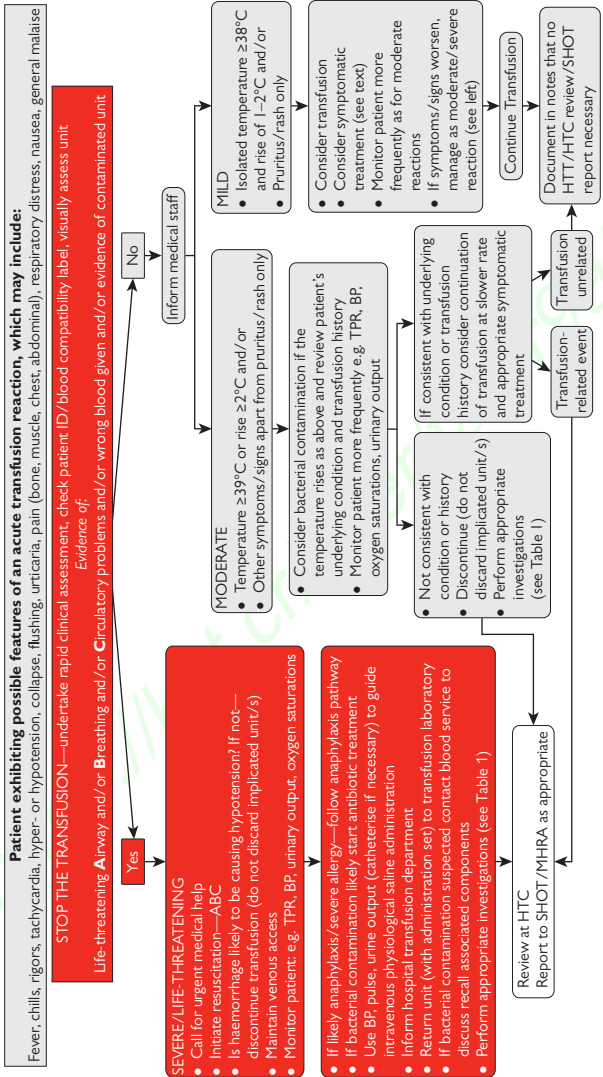 Patient exhibiting possible features of an acute transfusion reaction, which may include:
Fever, chills, rigors, tachycardia, hyper- or hypotension, collapse, flushing, urticaria, pain (bone, muscle, chest, abdominal), respiratory distress, nausea, general malaise
STOP THE TRANSFUSION—undertake rapid clinical assessment, check patient ID/blood compatibility label, visually assess unit
Evidence of:
Life-threatening Airway and/or Breathing and/or Circulatory problems and/or wrong blood given and/or evidence of contaminated unit
Yes
No
Inform medical staff
SEVERE/LIFE-THREATENING
• Call for urgent medical help
• Initiate resuscitation—ABC
• Is haemorrhage likely to be causing hypotension? If not—
discontinue transfusion (do not discard implicated unit/s)
• Maintain venous access
• Monitor patient: e.g. TPR, BP, urinary output, oxygen saturations
• If likely anaphylaxis/severe allergy—follow anaphylaxis pathway
• If bacterial contamination likely start antibiotic treatment
• Use BP, pulse, urine output (catheterise if necessary) to guide
intravenous physiological saline administration
• Inform hospital transfusion department
• Return unit (with administration set) to transfusion laboratory
• If bacterial contamination suspected contact blood service to
discuss recall associated components
• Perform appropriate investigations (see Table 1)
MODERATE
• Temperature ≥39°C or rise ≥2°C and/or
• Other symptoms/signs apart from pruritus/rash only
• Consider bacterial contamination if the
temperature rises as above and review patient's
underlying condition and transfusion history
• Monitor patient more frequently e.g. TPR, BP,
oxygen saturations, urinary output
• Not consistent with
condition or history
• Discontinue (do not
discard implicated unit/s)
• Perform appropriate
investigations
(see Table 1)
If consistent with underlying
condition or transfusion
history consider continuation
of transfusion at slower rate
and appropriate symptomatic
treatment
Transfusion-
related event
Transfusion
unrelated
MILD
• Isolated temperature ≥38°C
and rise of 1–2°C and/or
• Pruritus/rash only
• Consider transfusion
• Consider symptomatic
treatment (see text)
• Monitor patient more
frequently as for moderate
reactions
• If symptoms/signs worsen,
manage as moderate/severe
reaction (see left)
Continue Transfusion
Document in notes that no
HTT/HTC review/SHOT
report necessary
Review at HTC
Report to SHOT/MHRA as appropriate